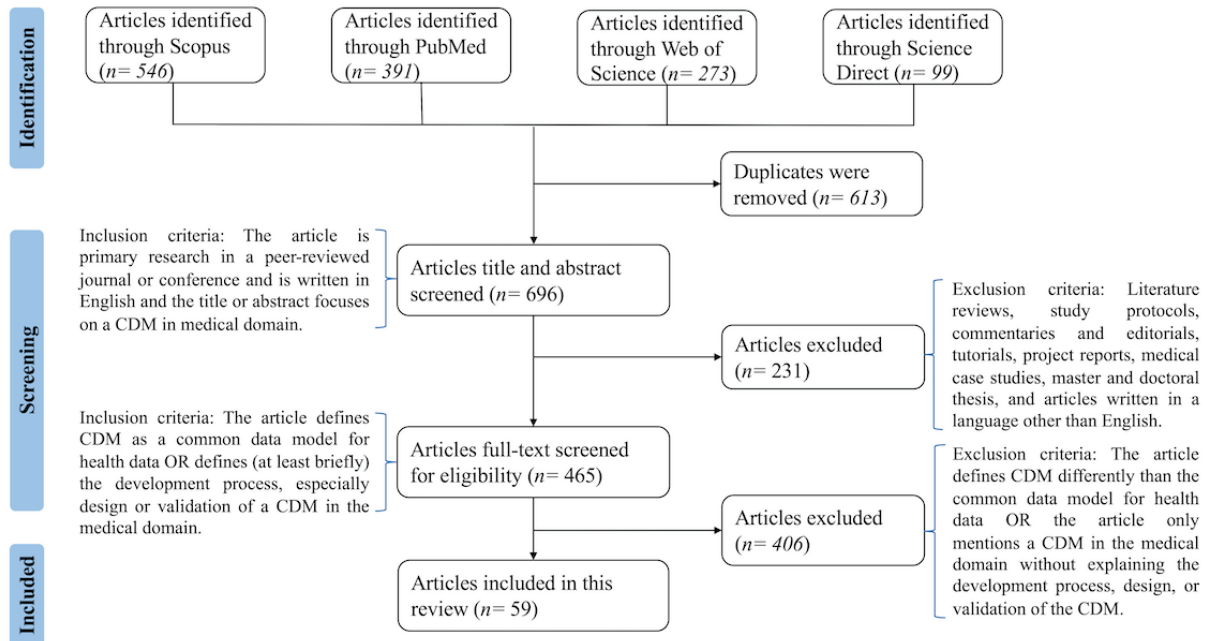 Identification
Articles identified
through Scopus
(n= 546)
Articles identified
through PubMed
(n= 391)
Articles identified
through Web of
Science (n= 273)
Articles identified
through Science
Direct (n= 99)
Duplicates were
removed (n= 613)
Screening
Inclusion criteria: The article is
primary research in a peer-reviewed
journal or conference and is written in
English and the title or abstract focuses
on a CDM in medical domain.
Articles title and abstract
screened (n= 696)
Articles excluded
(n= 231)
Exclusion criteria: Literature
reviews, study protocols,
commentaries and editorials,
tutorials, project reports, medical
case studies, master and doctoral
thesis, and articles written in a
language other than English.
Inclusion criteria: The article defines
CDM as a common data model for
health data OR defines (at least briefly)
the development process, especially
design or validation of a CDM in the
medical domain.
Articles full-text screened
for eligibility (n= 465)
Articles excluded
(n= 406)
Exclusion criteria: The article
defines CDM differently than the
common data model for health
data OR the article only
mentions a CDM in the medical
domain without explaining the
development process, design, or
validation of the CDM.
Included
Articles included in this
review (n= 59)